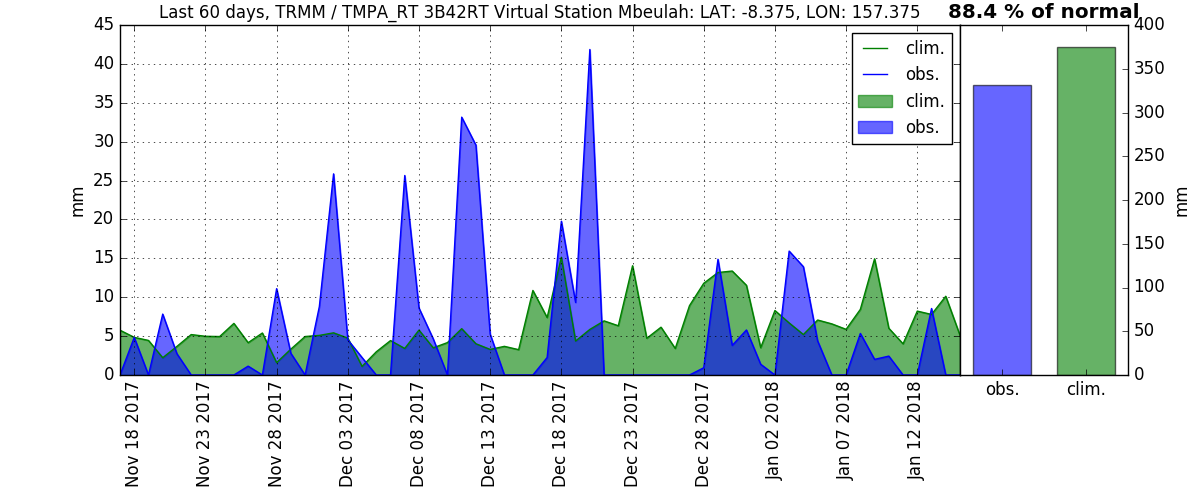 Last 60 days, TRMM / TMPA_RT 3B42RT Virtual Station Mbeulah: LAT: -8.375, LON: 157.375
88.4 % of normal
45
40
35
30
25
20
15
10
5
0
mm
clim.
obs.
clim.
obs.
400
350
300
250
200
150
100
50
0
mm
Nov 18 2017
Nov 23 2017
Nov 28 2017
Dec 03 2017
Dec 08 2017
Dec 13 2017
Dec 18 2017
Dec 23 2017
Dec 28 2017
Jan 02 2018
Jan 07 2018
Jan 12 2018
obs.
clim.